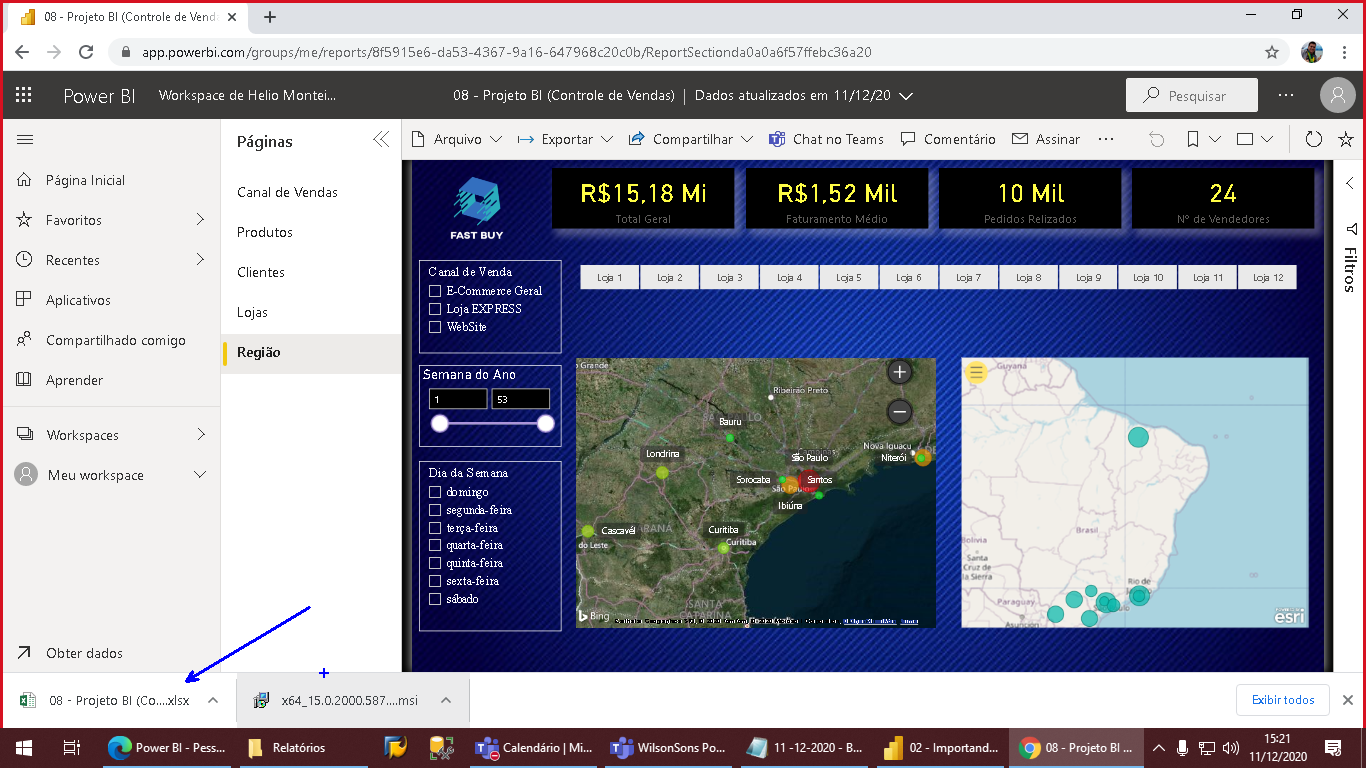 08 - Projeto BI (Controle de Vend
app.powerbi.com/groups/me/reports/8f5915e6-da53-4367-9a16-647968c20c0b/ReportSectionda0a0a6f57ffebc36a20
Power BI Workspace de Helio Montei... 08 - Projeto BI (Controle de Vendas) | Dados atualizados em 11/12/20 Pesquisar
Arquivo Exportar Compartilhar Chat no Teams Comentário Assinar
Página Inicial
Favoritos
Recentes
Aplicativos
Compartilhado comigo
Aprender
Workspaces
Meu workspace
Obter dados
Páginas
Canal de Vendas
Produtos
Clientes
Lojas
Região
FAST BUY
R$15,18 Mi
Total Geral
R$1,52 Mil
Faturamento Médio
10 Mil
Pedidos Relizados
24
Nº de Vendedores
Canal de Venda
E-Commerce Geral
Loja EXPRESS
WebSite
Semana do Ano
1 53
Dia da Semana
domingo
segunda-feira
terça-feira
quarta-feira
quinta-feira
sexta-feira
sábado
Loja 1 Loja 2 Loja 3 Loja 4 Loja 5 Loja 6 Loja 7 Loja 8 Loja 9 Loja 10 Loja 11 Loja 12
o Grande
Ribeirão Preto
Bauru
Londrina
Nova Iguacu
Niterói
São Paulo
Sorocaba
Santos
São Paulo
Ibiúna
Cascavél
do Leste
Curitiba
Curitiba
SANTA
CATARINA
Bing
Guyana
Brasil
Bolivia
Santa
Cruz de
la Sierra
Paraguay
Rio de
Asuncion
esri
Filtros
08 - Projeto BI (Co....xlsx
x64_15.0.2000.587....msi
Exibir todos
Power BI - Pess...
Relatórios
Calendário | Mi...
WilsonSons Po...
11 -12-2020 - B...
02 - Importand...
08 - Projeto BI ...
15:21
11/12/2020